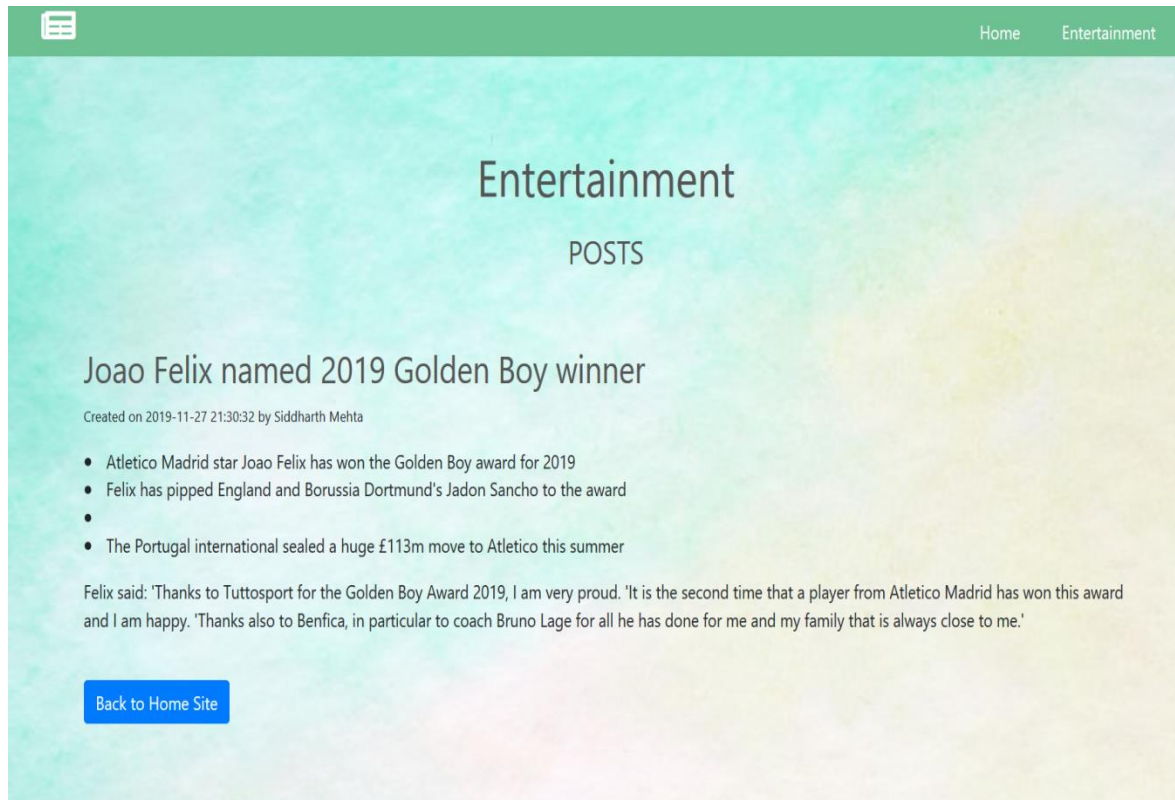 Home Entertainment
Entertainment
POSTS
Joao Felix named 2019 Golden Boy winner
Created on 2019-11-27 21:30:32 by Siddharth Mehta
• Atletico Madrid star Joao Felix has won the Golden Boy award for 2019
• Felix has pipped England and Borussia Dortmund's Jadon Sancho to the award
•
• The Portugal international sealed a huge £113m move to Atletico this summer
Felix said: 'Thanks to Tuttosport for the Golden Boy Award 2019, I am very proud. 'It is the second time that a player from Atletico Madrid has won this award
and I am happy. 'Thanks also to Benfica, in particular to coach Bruno Lage for all he has done for me and my family that is always close to me.'
Back to Home Site